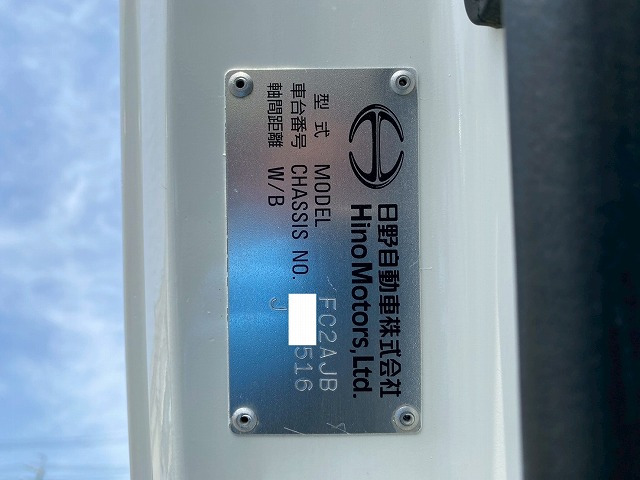 日野自動車株式会社
Hino Motors, Ltd.
型式 MODEL FC2AJB
車台番号 CHASSIS NO. J 516
軸間距離 W/B